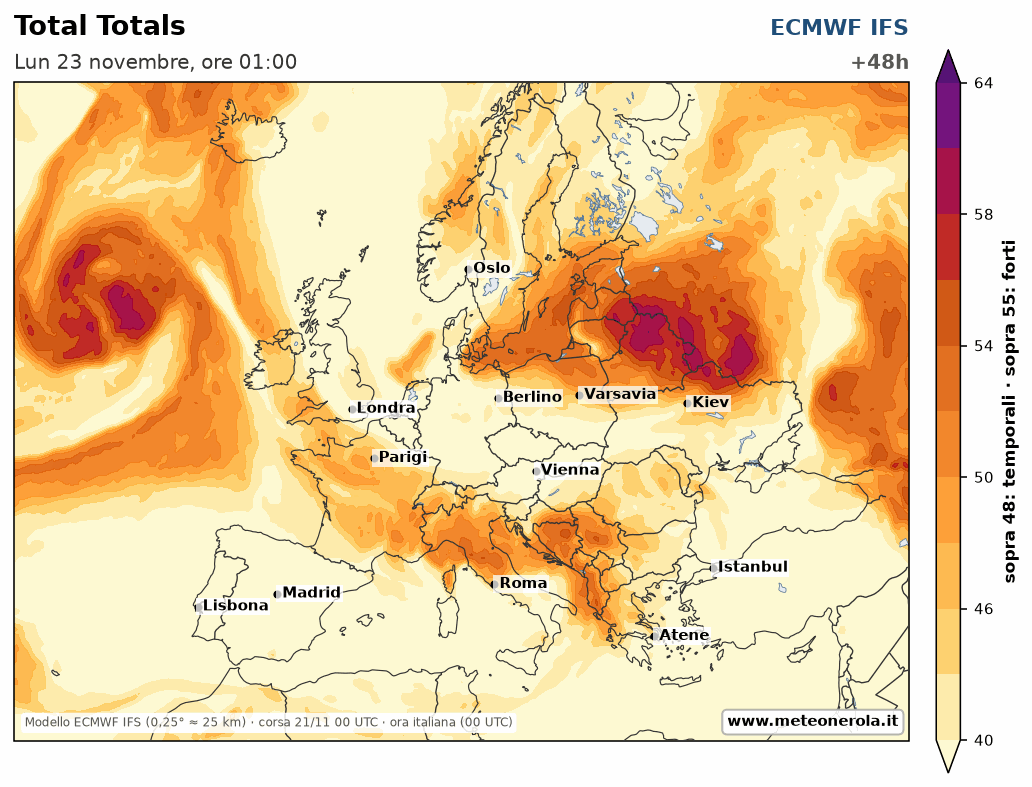 Total Totals
ECMWF IFS
Lun 23 novembre, ore 01:00
+48h
64
58
54
50
46
40
sopra 48: temporali · sopra 55: forti
Oslo
Berlino
Varsavia
Kiev
Londra
Parigi
Vienna
Istanbul
Roma
Madrid
Lisbona
Atene
Modello ECMWF IFS (0,25° ≈ 25 km) · corsa 21/11 00 UTC · ora italiana (00 UTC)
www.meteonerola.it